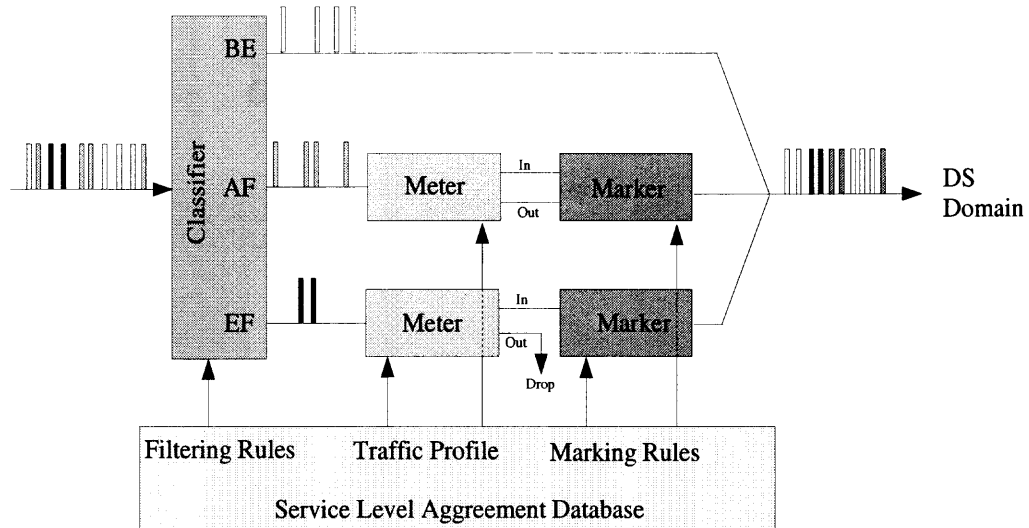 BE
Classifier
AF
Meter
In
Out
Marker
DS
Domain
EF
Meter
In
Out
Drop
Marker
Filtering Rules
Traffic Profile
Marking Rules
Service Level Aggreement Database